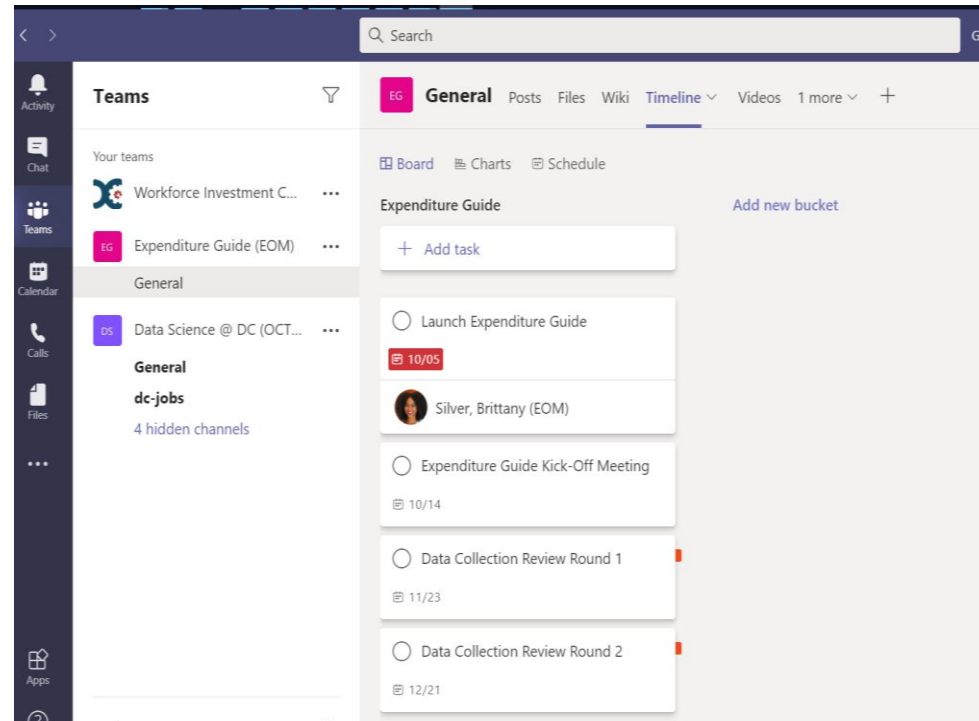 Search
G
Activity
Chat
Teams
Calendar
Calls
Files
Apps
Teams
Your teams
Workforce Investment C...
EG Expenditure Guide (EOM)
General
DS Data Science @ DC (OCT...
General
dc-jobs
4 hidden channels
EG General Posts Files Wiki Timeline Videos 1 more +
Board Charts Schedule
Expenditure Guide Add new bucket
+ Add task
Launch Expenditure Guide
10/05
Silver, Brittany (EOM)
Expenditure Guide Kick-Off Meeting
10/14
Data Collection Review Round 1
11/23
Data Collection Review Round 2
12/21